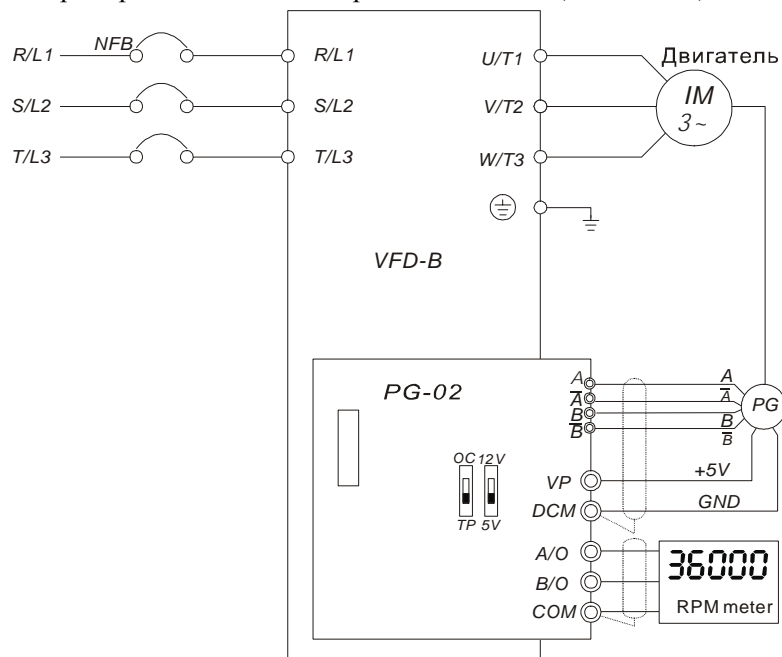 NFB
R/L1 R/L1 U/T1 Двигатель
S/L2 S/L2 V/T2 IM
3~
T/L3 T/L3 W/T3
VFD-B
PG-02
A A
A̅ A̅
B B
B̅ B̅
PG
OC 12V
TP 5V
VP +5V
DCM GND
A/O
B/O
COM
36000
RPM meter